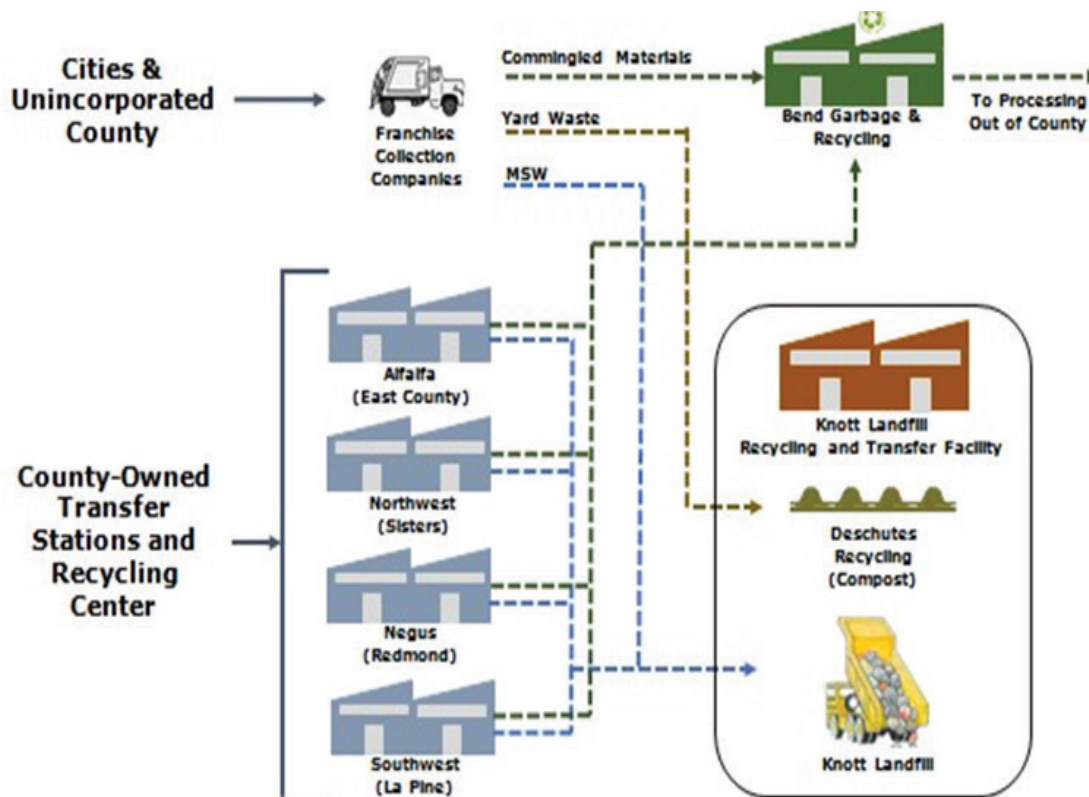 Cities &
Unincorporated
County
Franchise
Collection
Companies
Commingled Materials
Yard Waste
MSW
Bend Garbage &
Recycling
To Processing
Out of County
County-Owned
Transfer
Stations and
Recycling
Center
Alfalfa
(East County)
Northwest
(Sisters)
Negus
(Redmond)
Southwest
(La Pine)
Knott Landfill
Recycling and Transfer Facility
Deschutes
Recycling
(Compost)
Knott Landfill